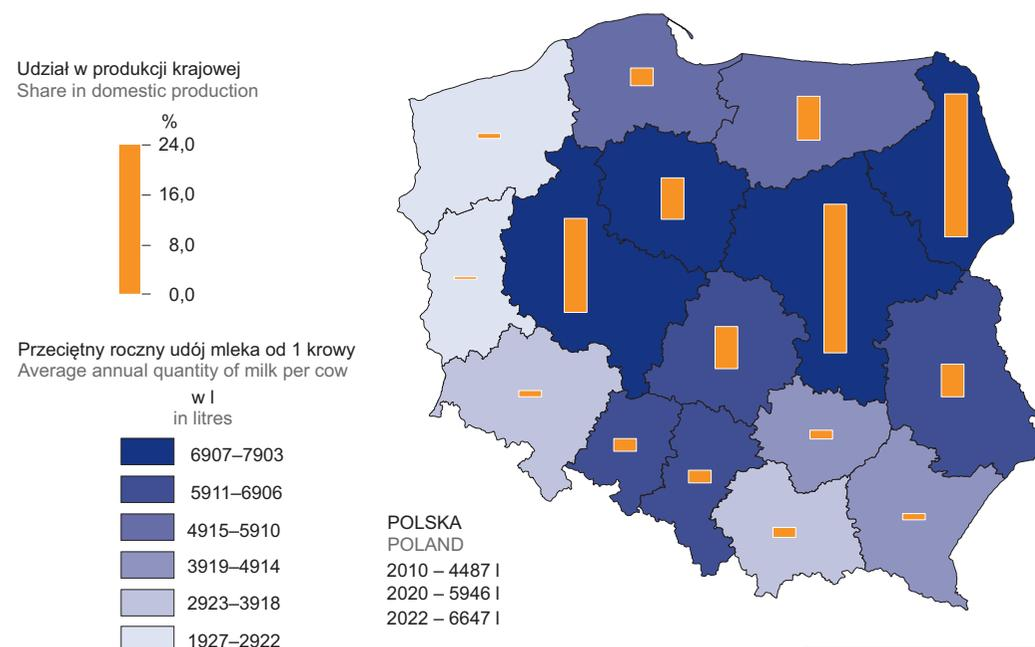 Udział w produkcji krajowej
Share in domestic production
%
24,0
16,0
8,0
0,0
Przeciętny roczny udój mleka od 1 krowy
Average annual quantity of milk per cow
w l
in litres
6907–7903
5911–6906
4915–5910
3919–4914
2923–3918
1927–2922
POLSKA
POLAND
2010 – 4487 l
2020 – 5946 l
2022 – 6647 l